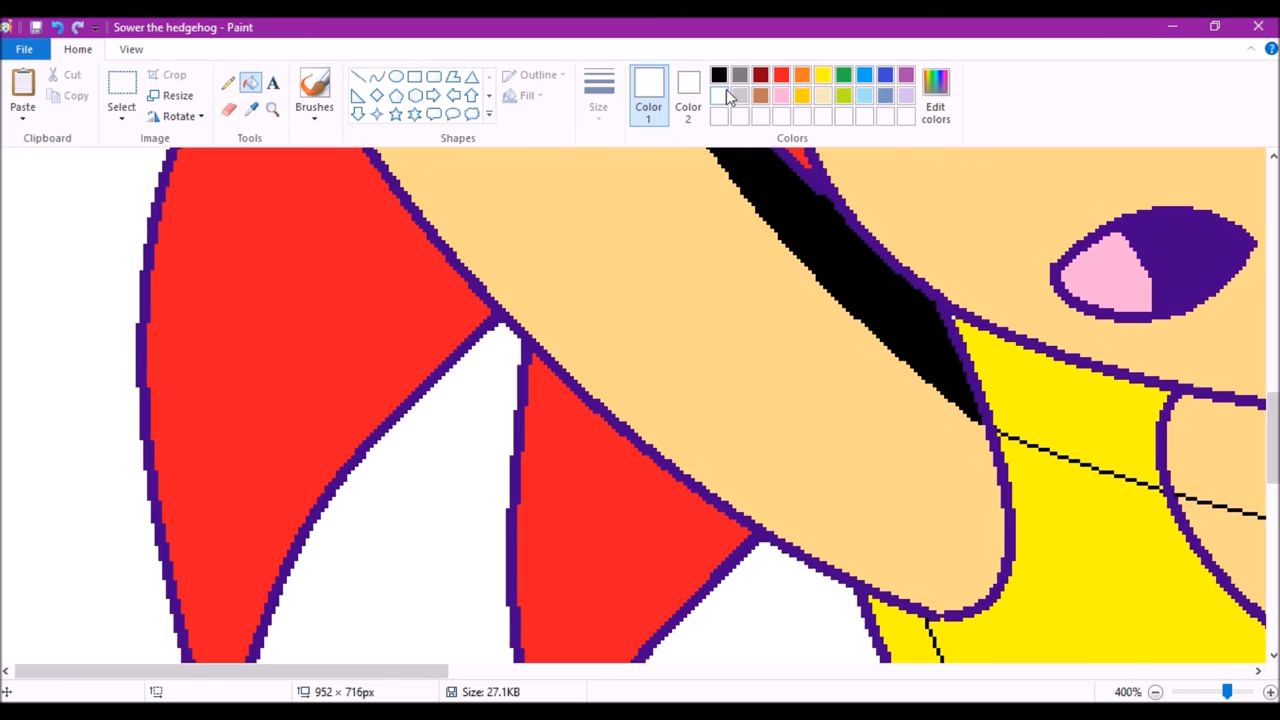 Sower the hedgehog - Paint
File Home View
Paste
Cut
Copy
Clipboard
Select
Crop
Resize
Rotate
Image
A
Tools
Brushes
Outline
Fill
Shapes
Size
Color 1
Color 2
Colors
Edit colors
952 × 716px
Size: 27.1KB
400%